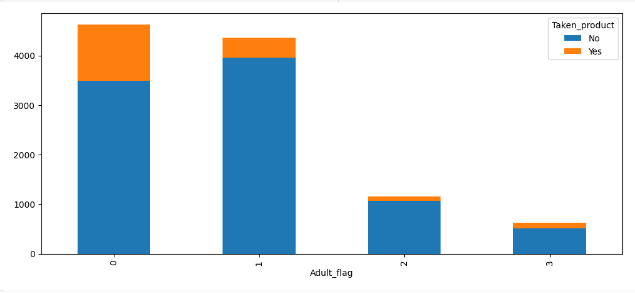 Taken_product
No
Yes
4000
3000
2000
1000
0
0 1 2 3
Adult_flag